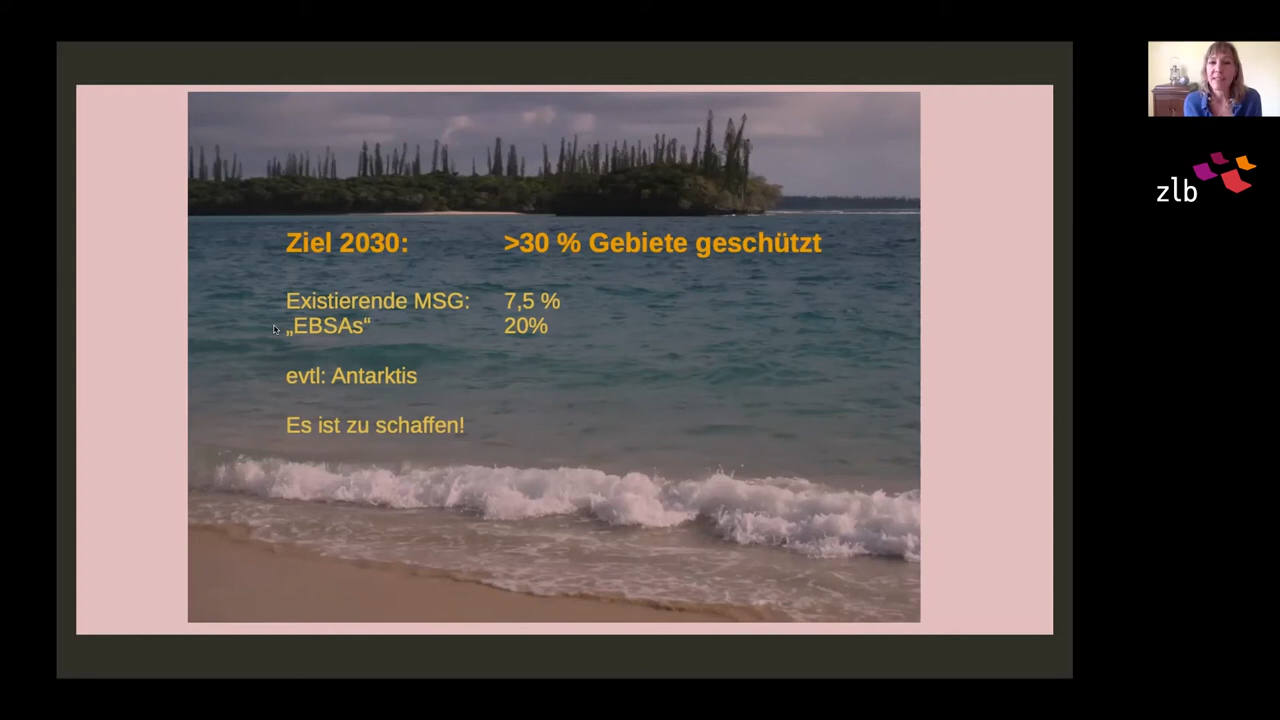 Ziel 2030: >30 % Gebiete geschützt
Existierende MSG: 7,5 %
„EBSAs“ 20%
evtl: Antarktis
Es ist zu schaffen!
zlb